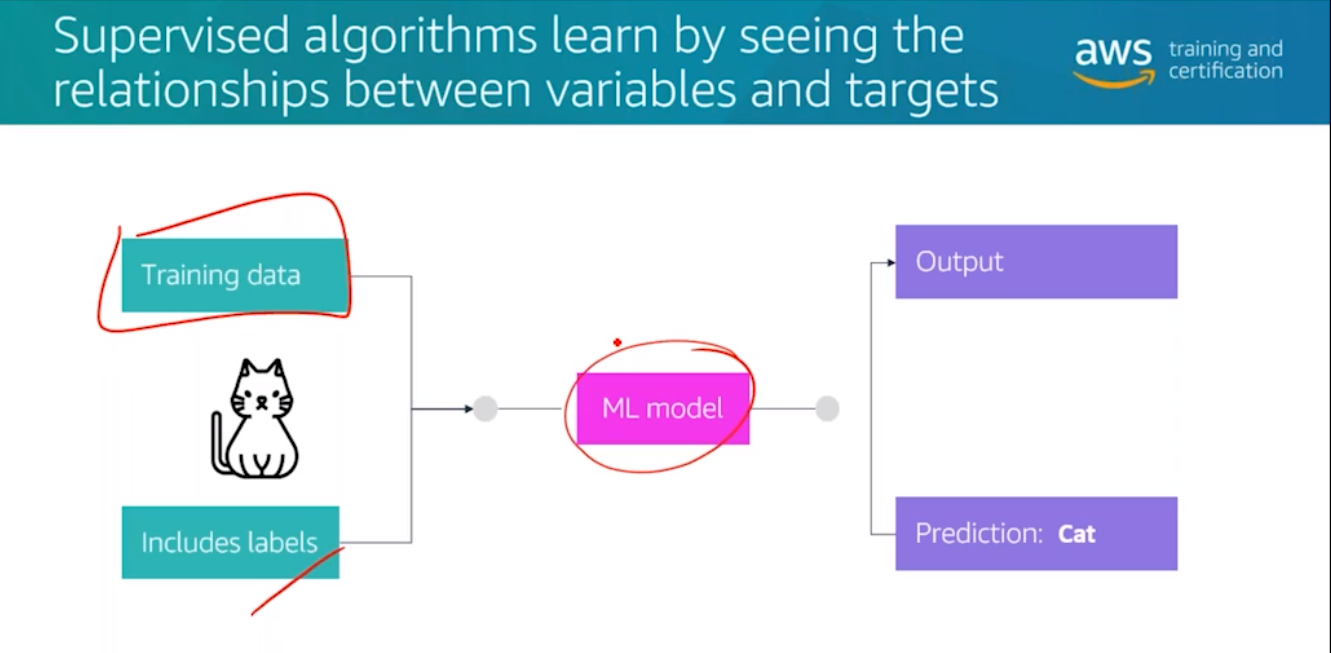 Supervised algorithms learn by seeing the
relationships between variables and targets
aws training and
certification
Training data
Includes labels
ML model
Output
Prediction: Cat